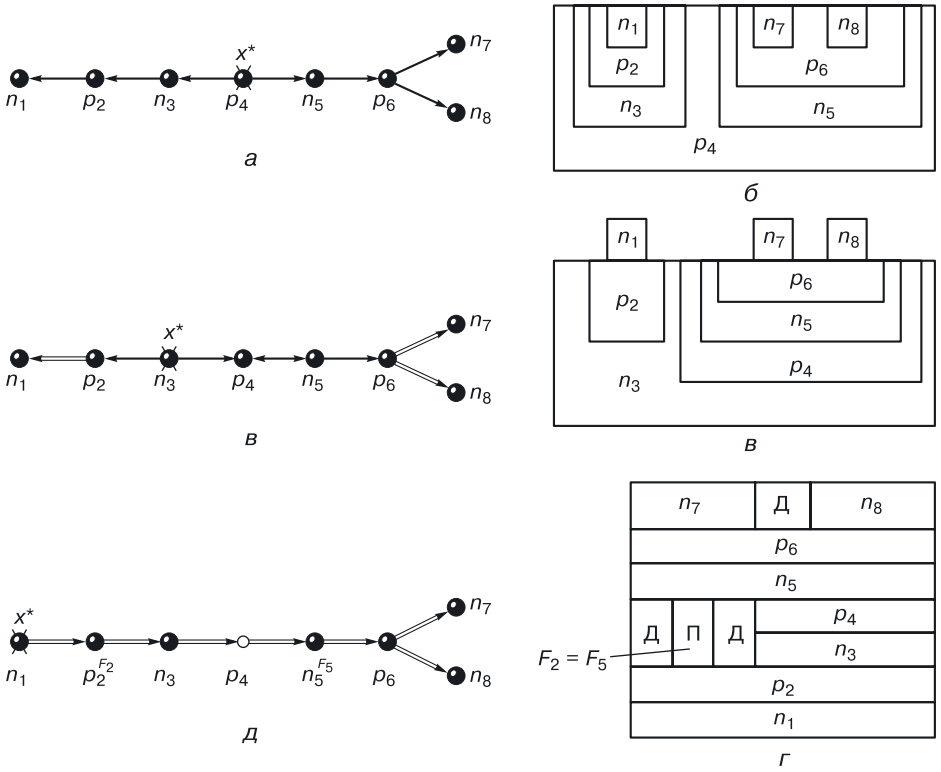 x*
n₇
n₁ p₂ n₃ p₄ n₅ p₆
n₈
а
n₁ n₇ n₈
p₂ p₆
n₃ n₅
p₄
б
x*
n₇
n₁ p₂ n₃ p₄ n₅ p₆
n₈
в
n₁ n₇ n₈
p₆
p₂
n₅
p₄
n₃
в
x*
n₇
n₁ p₂F₂ n₃ p₄ n₅F₅ p₆
n₈
д
n₇ Д n₈
p₆
n₅
Д П Д p₄
F₂ = F₅ n₃
p₂
n₁
г